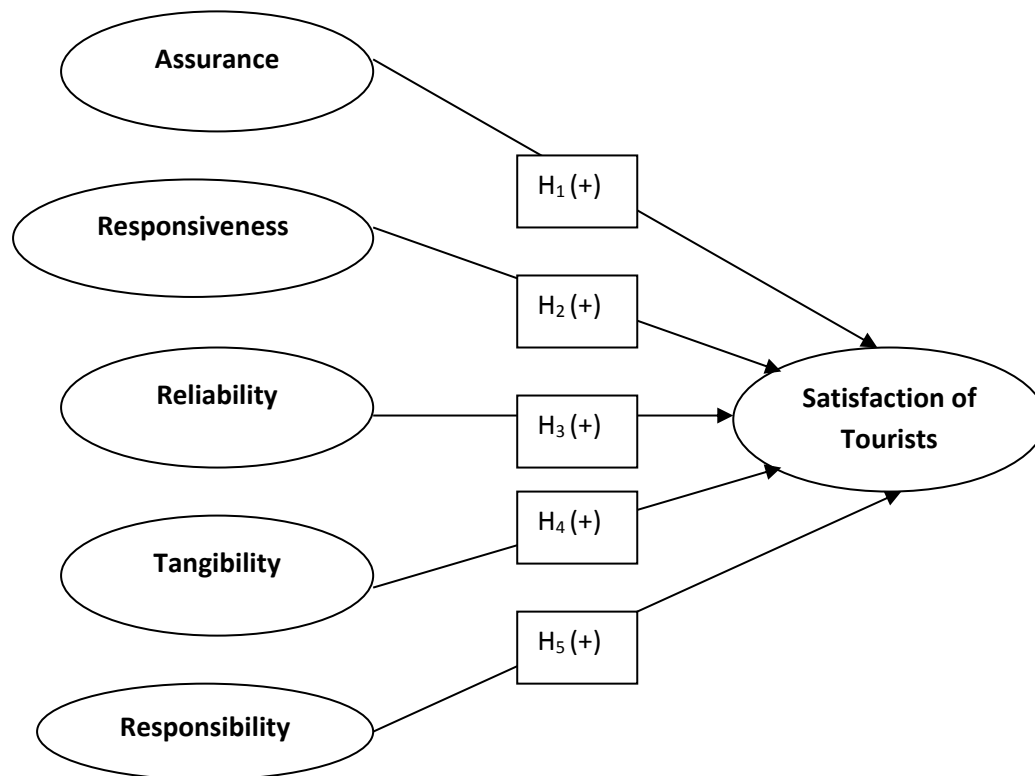 Assurance
H₁ (+)
Responsiveness
H₂ (+)
Reliability
H₃ (+)
Satisfaction of
Tourists
H₄ (+)
Tangibility
H₅ (+)
Responsibility